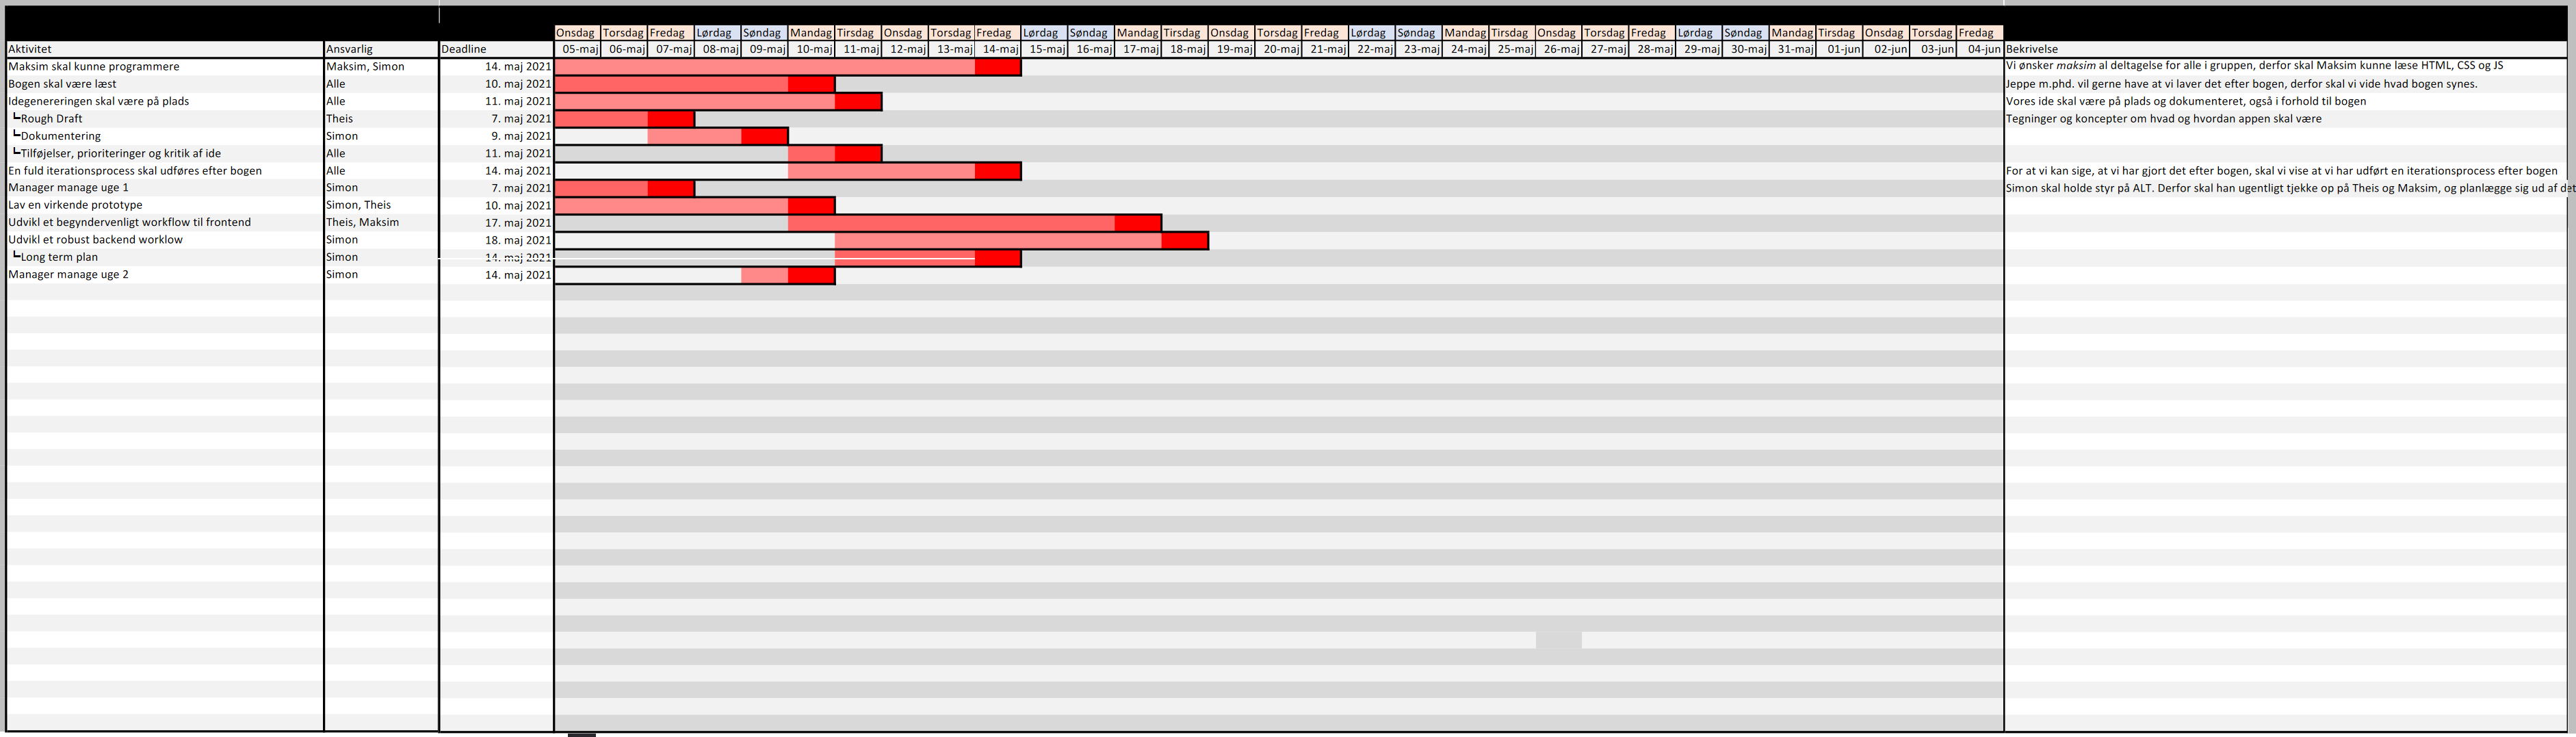 Onsdag Torsdag Fredag Lørdag Søndag Mandag Tirsdag Onsdag Torsdag Fredag Lørdag Søndag Mandag Tirsdag Onsdag Torsdag Fredag Lørdag Søndag Mandag Tirsdag Onsdag Torsdag Fredag Lørdag Søndag Mandag Tirsdag Onsdag Torsdag Fredag
Aktivitet Ansvarlig Deadline 05-maj 06-maj 07-maj 08-maj 09-maj 10-maj 11-maj 12-maj 13-maj 14-maj 15-maj 16-maj 17-maj 18-maj 19-maj 20-maj 21-maj 22-maj 23-maj 24-maj 25-maj 26-maj 27-maj 28-maj 29-maj 30-maj 31-maj 01-jun 02-jun 03-jun 04-jun Bekrivelse
Maksim skal kunne programmere Maksim, Simon 14. maj 2021 Vi ønsker maksim al deltagelse for alle i gruppen, derfor skal Maksim kunne læse HTML, CSS og JS
Bogen skal være læst Alle 10. maj 2021 Jeppe m.phd. vil gerne have at vi laver det efter bogen, derfor skal vi vide hvad bogen synes.
Idegenereringen skal være på plads Alle 11. maj 2021 Vores ide skal være på plads og dokumenteret, også i forhold til bogen
┗Rough Draft Theis 7. maj 2021 Tegninger og koncepter om hvad og hvordan appen skal være
┗Dokumentering Simon 9. maj 2021
┗Tilføjelser, prioriteringer og kritik af ide Alle 11. maj 2021
En fuld iterationsprocess skal udføres efter bogen Alle 14. maj 2021 For at vi kan sige, at vi har gjort det efter bogen, skal vi vise at vi har udført en iterationsprocess efter bogen
Manager manage uge 1 Simon 7. maj 2021 Simon skal holde styr på ALT. Derfor skal han ugentligt tjekke op på Theis og Maksim, og planlægge sig ud af det
Lav en virkende prototype Simon, Theis 10. maj 2021
Udvikl et begyndervenligt workflow til frontend Theis, Maksim 17. maj 2021
Udvikl et robust backend worklow Simon 18. maj 2021
┗Long term plan Simon 14. maj 2021
Manager manage uge 2 Simon 14. maj 2021